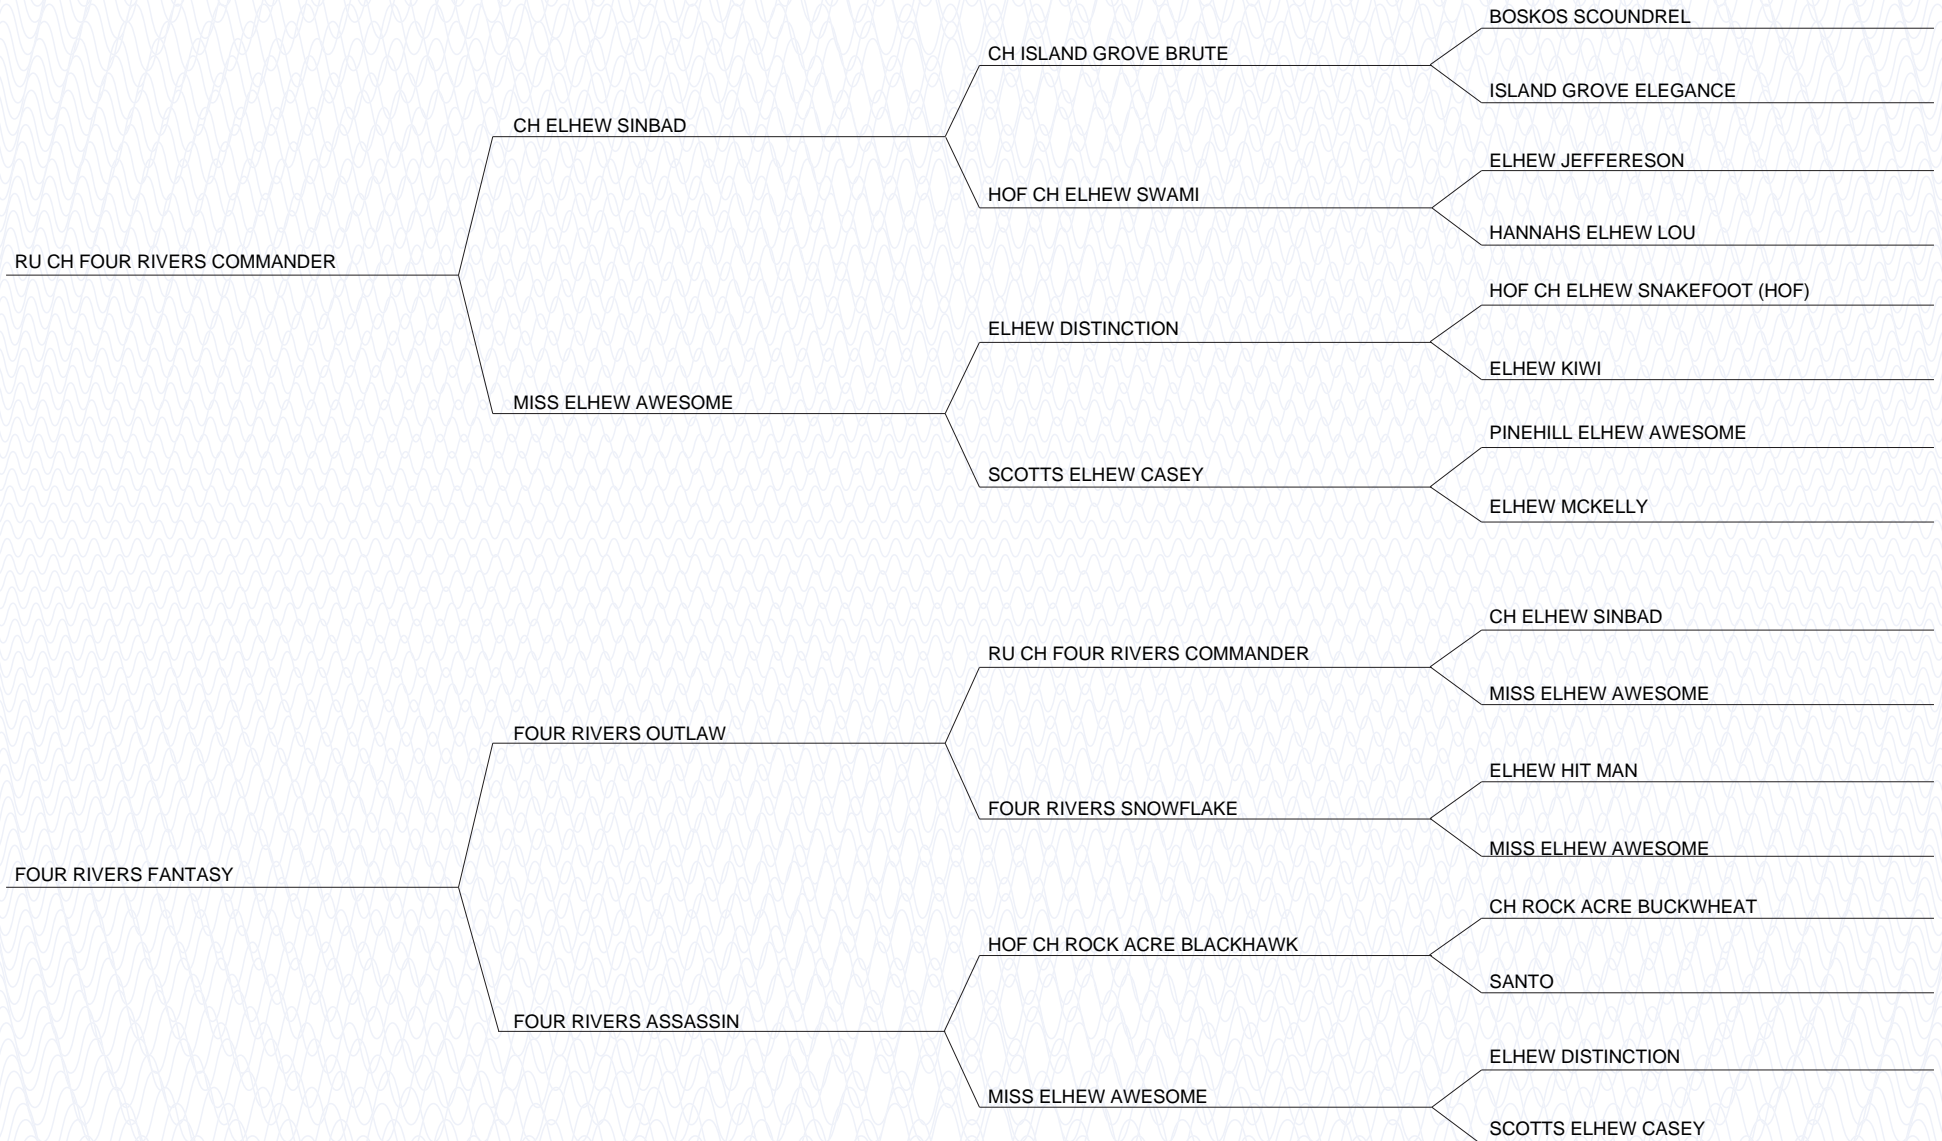 BOSKOS SCOUNDREL
CH ISLAND GROVE BRUTE
ISLAND GROVE ELEGANCE
CH ELHEW SINBAD
ELHEW JEFFERESON
HOF CH ELHEW SWAMI
HANNAHS ELHEW LOU
RU CH FOUR RIVERS COMMANDER
HOF CH ELHEW SNAKEFOOT (HOF)
ELHEW DISTINCTION
ELHEW KIWI
MISS ELHEW AWESOME
PINEHILL ELHEW AWESOME
SCOTTS ELHEW CASEY
ELHEW MCKELLY
CH ELHEW SINBAD
RU CH FOUR RIVERS COMMANDER
MISS ELHEW AWESOME
FOUR RIVERS OUTLAW
ELHEW HIT MAN
FOUR RIVERS SNOWFLAKE
MISS ELHEW AWESOME
FOUR RIVERS FANTASY
CH ROCK ACRE BUCKWHEAT
HOF CH ROCK ACRE BLACKHAWK
SANTO
FOUR RIVERS ASSASSIN
ELHEW DISTINCTION
MISS ELHEW AWESOME
SCOTTS ELHEW CASEY